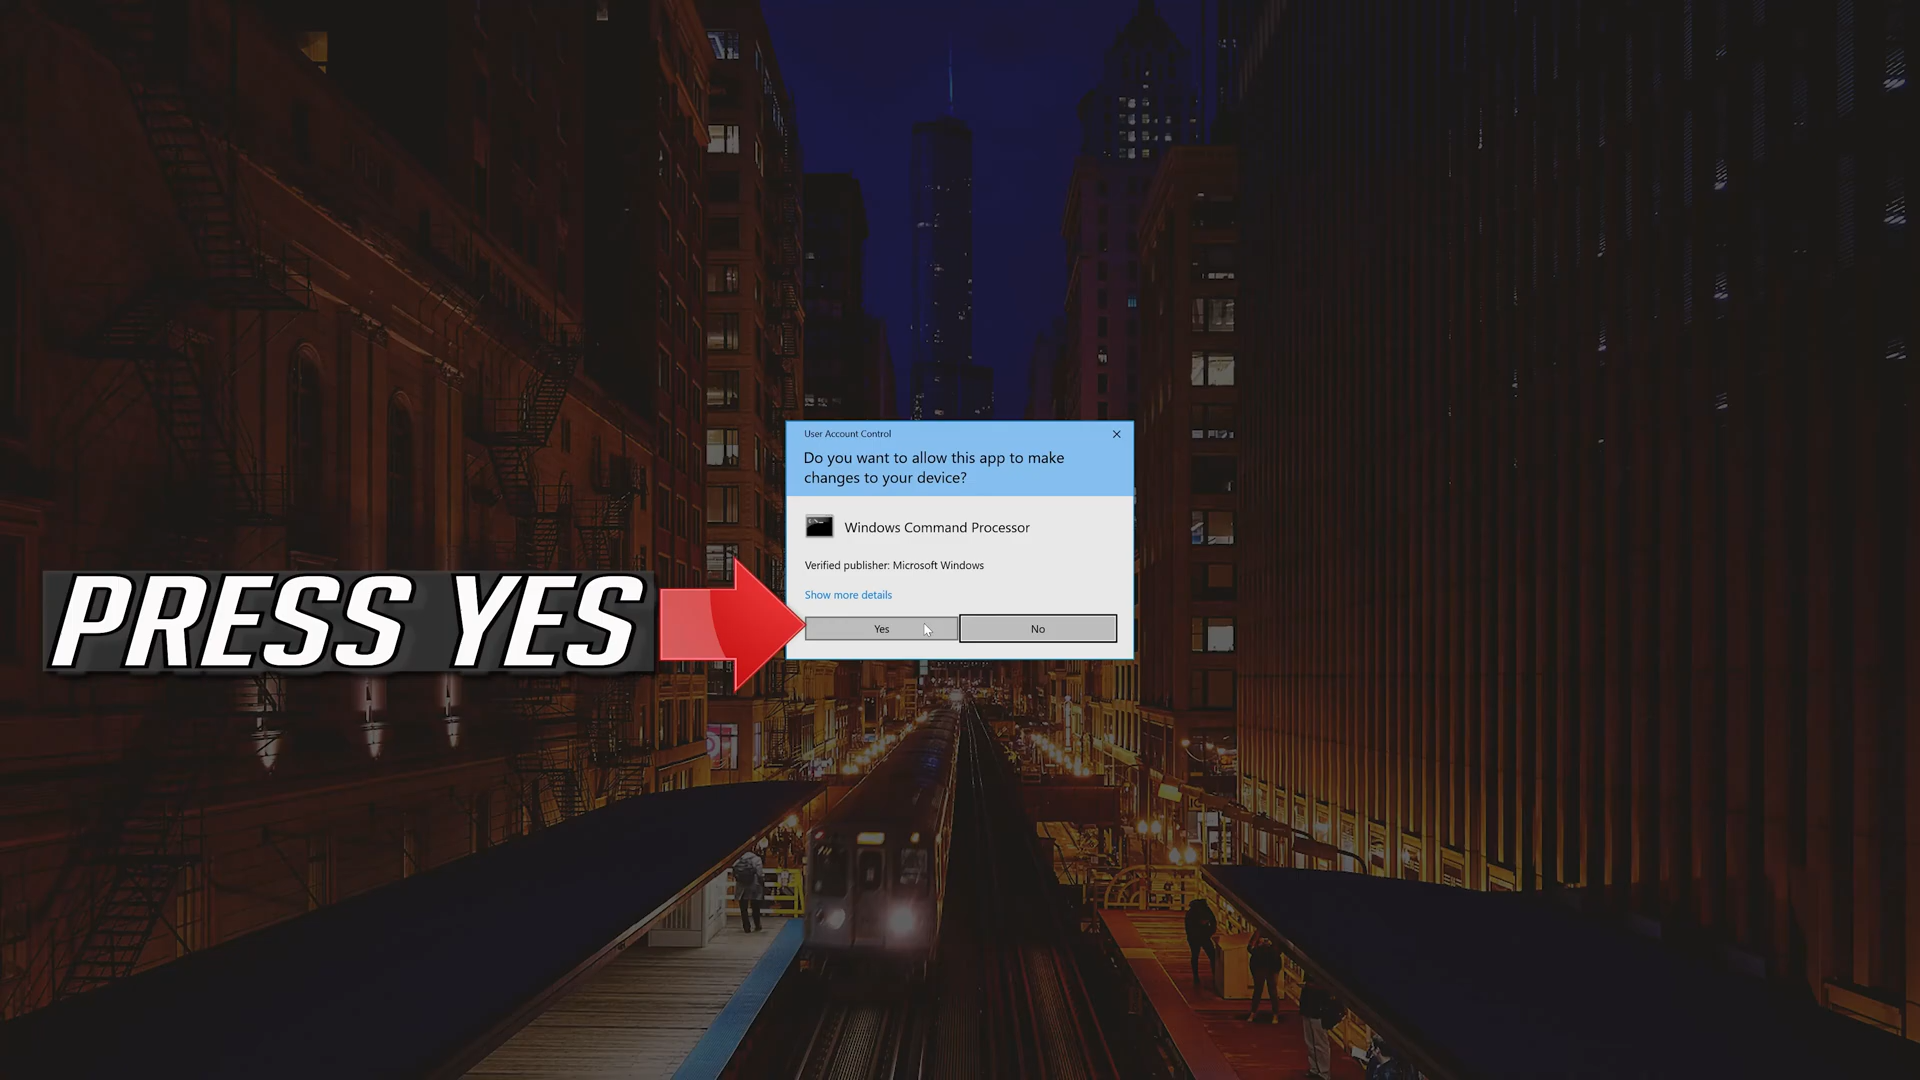 User Account Control
Do you want to allow this app to make
changes to your device?
Windows Command Processor
Verified publisher: Microsoft Windows
Show more details
PRESS YES
Yes
No